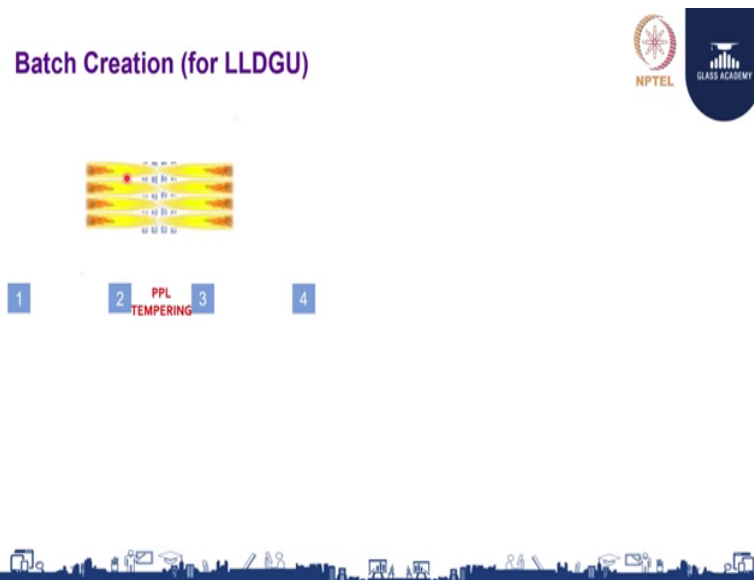 Batch Creation (for LLDGU)
NPTEL
GLASS ACADEMY
1
2
PPL
TEMPERING
3
4